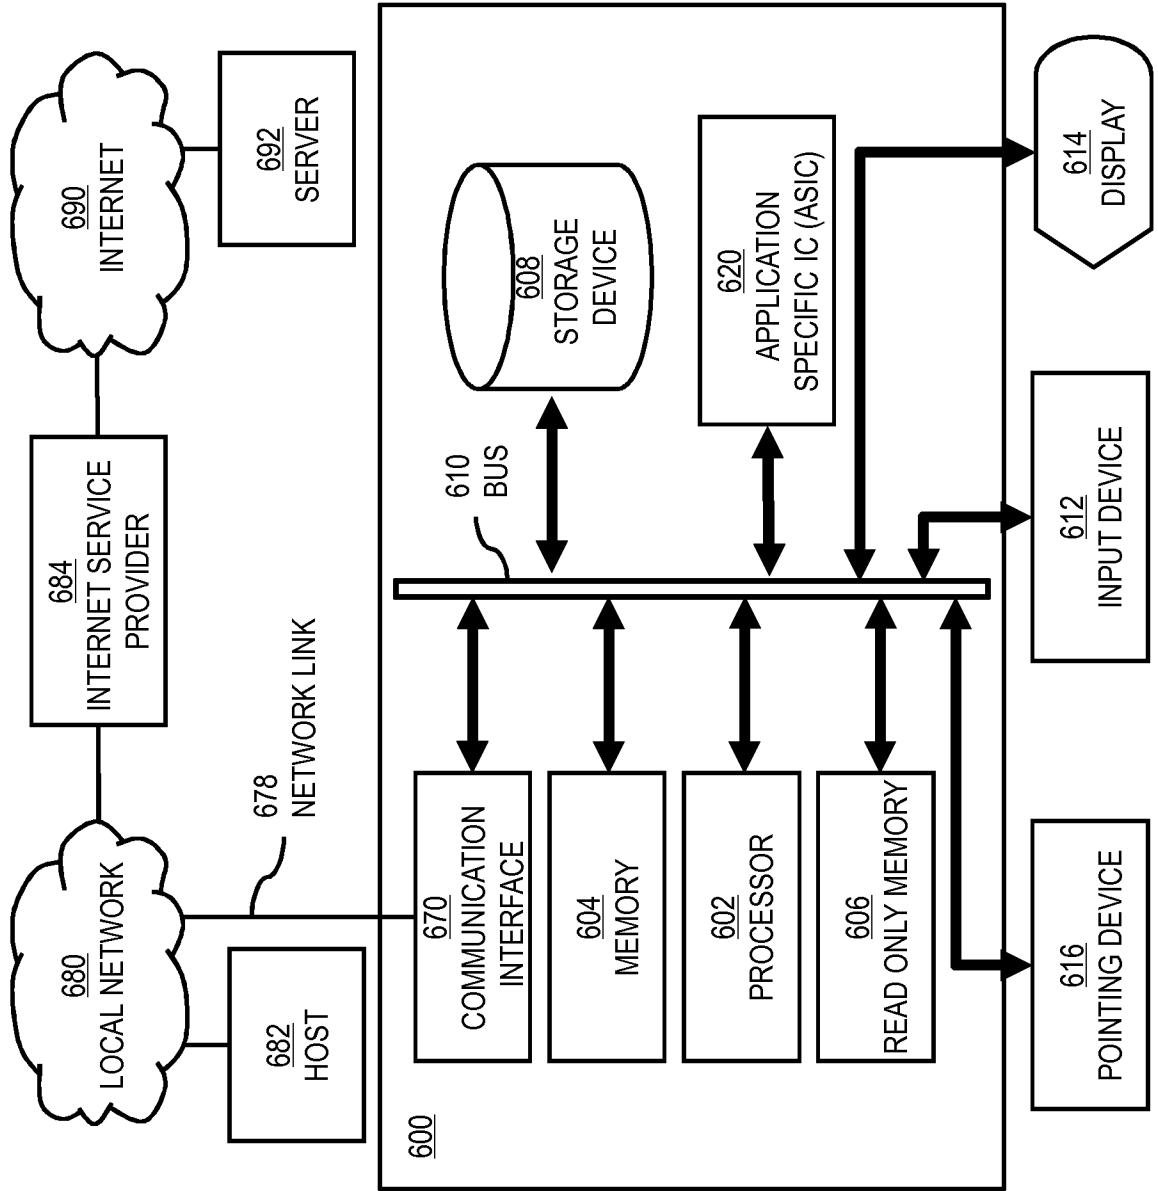 680
LOCAL NETWORK
684
INTERNET SERVICE
PROVIDER
690
INTERNET
682
HOST
678
NETWORK LINK
692
SERVER
600
670
COMMUNICATION
INTERFACE
610
BUS
608
STORAGE
DEVICE
604
MEMORY
602
PROCESSOR
620
APPLICATION
SPECIFIC IC (ASIC)
606
READ ONLY MEMORY
616
POINTING DEVICE
612
INPUT DEVICE
614
DISPLAY